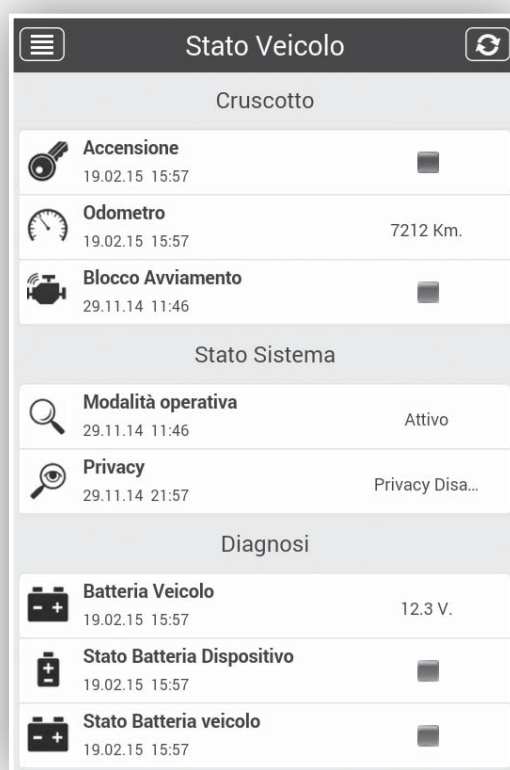 Stato Veicolo
Cruscotto
Accensione
19.02.15 15:57
Odometro
19.02.15 15:57
7212 Km.
Blocco Avviamento
29.11.14 11:46
Stato Sistema
Modalità operativa
29.11.14 11:46
Attivo
Privacy
29.11.14 21:57
Privacy Disa...
Diagnosi
Batteria Veicolo
19.02.15 15:57
12.3 V.
Stato Batteria Dispositivo
19.02.15 15:57
Stato Batteria veicolo
19.02.15 15:57